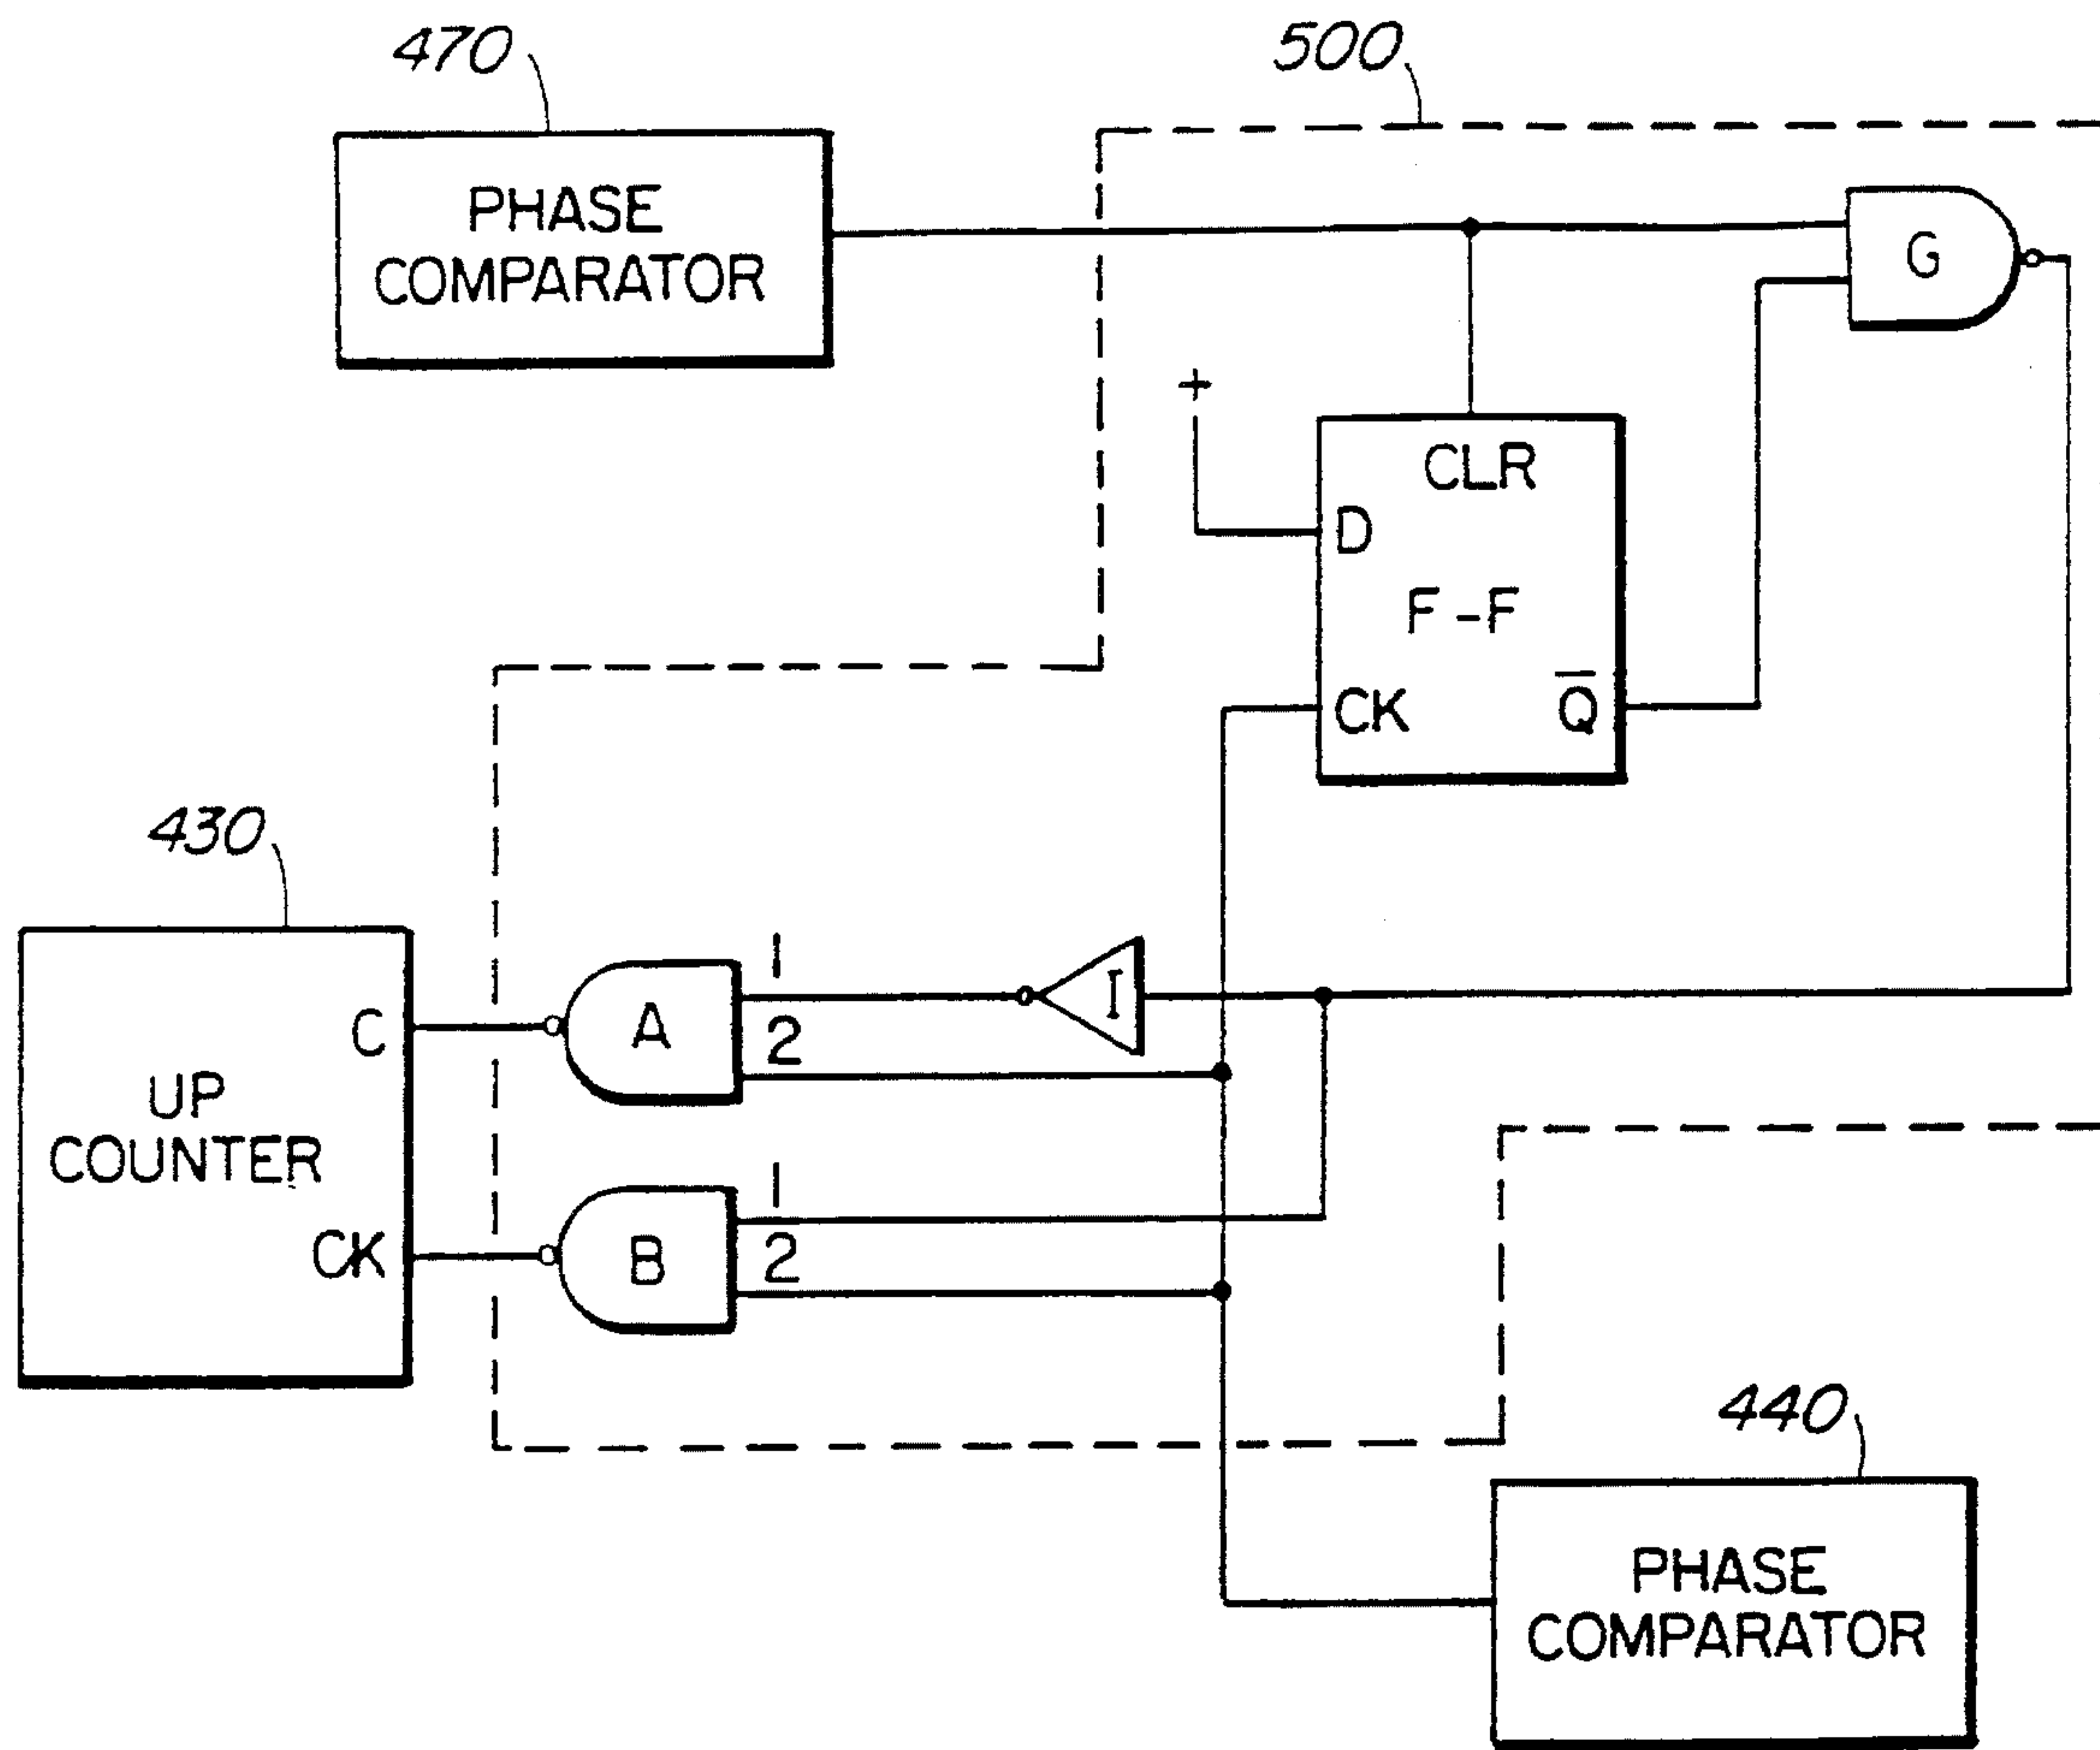 470
500
PHASE
COMPARATOR
G
+
CLR
D
F-F
CK
Q̅
430
UP
COUNTER
C
CK
A
1
2
I
B
1
2
440
PHASE
COMPARATOR